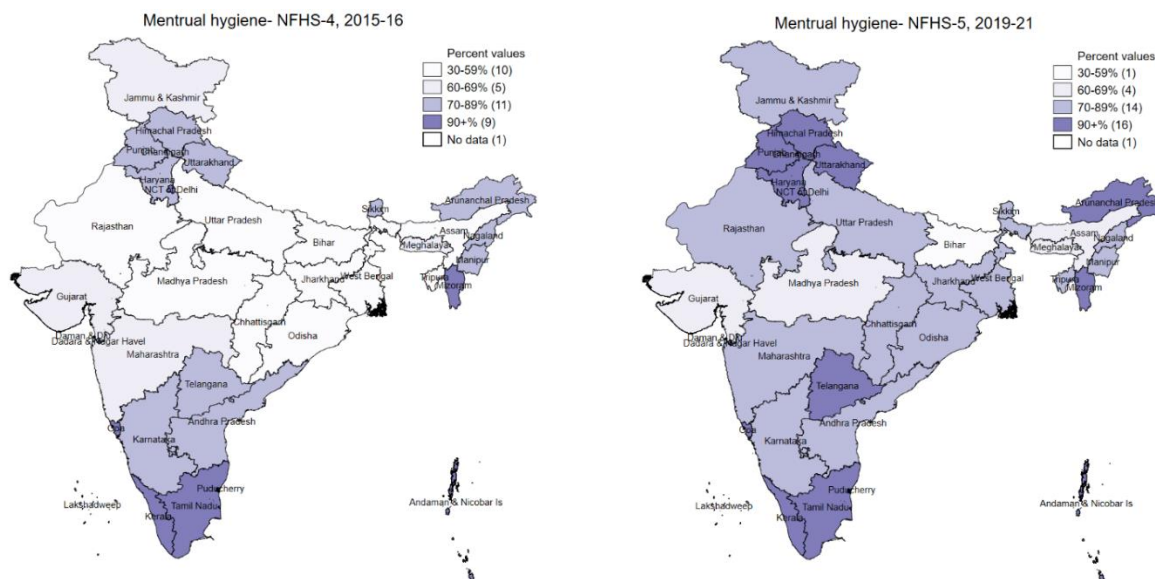 Mentrual hygiene- NFHS-4, 2015-16
Percent values
30-59% (10)
60-69% (5)
70-89% (11)
90+% (9)
No data (1)
Jammu & Kashmir
Himachal Pradesh
Punjab
Uttarakhand
Haryana
NCT of Delhi
Arunanchal Pradesh
Sikkim
Rajasthan
Uttar Pradesh
Assam
Nagaland
Bihar
Meghalaya
Manipur
Jharkhand
West Bengal
Tripura
Mizoram
Madhya Pradesh
Gujarat
Chhattisgarh
Odisha
Daman & Diu
Dadara & Nagar Havel
Maharashtra
Telangana
Andhra Pradesh
Goa
Karnataka
Puducherry
Lakshadweep
Tamil Nadu
Andaman & Nicobar Is
Kerala
Mentrual hygiene- NFHS-5, 2019-21
Percent values
30-59% (1)
60-69% (4)
70-89% (14)
90+% (16)
No data (1)
Jammu & Kashmir
Himachal Pradesh
Punjab
Uttarakhand
Haryana
NCT of Delhi
Arunanchal Pradesh
Sikkim
Rajasthan
Uttar Pradesh
Assam
Nagaland
Bihar
Meghalaya
Manipur
Jharkhand
West Bengal
Tripura
Mizoram
Madhya Pradesh
Gujarat
Chhattisgarh
Odisha
Daman & Diu
Dadara & Nagar Havel
Maharashtra
Telangana
Andhra Pradesh
Goa
Karnataka
Puducherry
Lakshadweep
Tamil Nadu
Andaman & Nicobar Is
Kerala